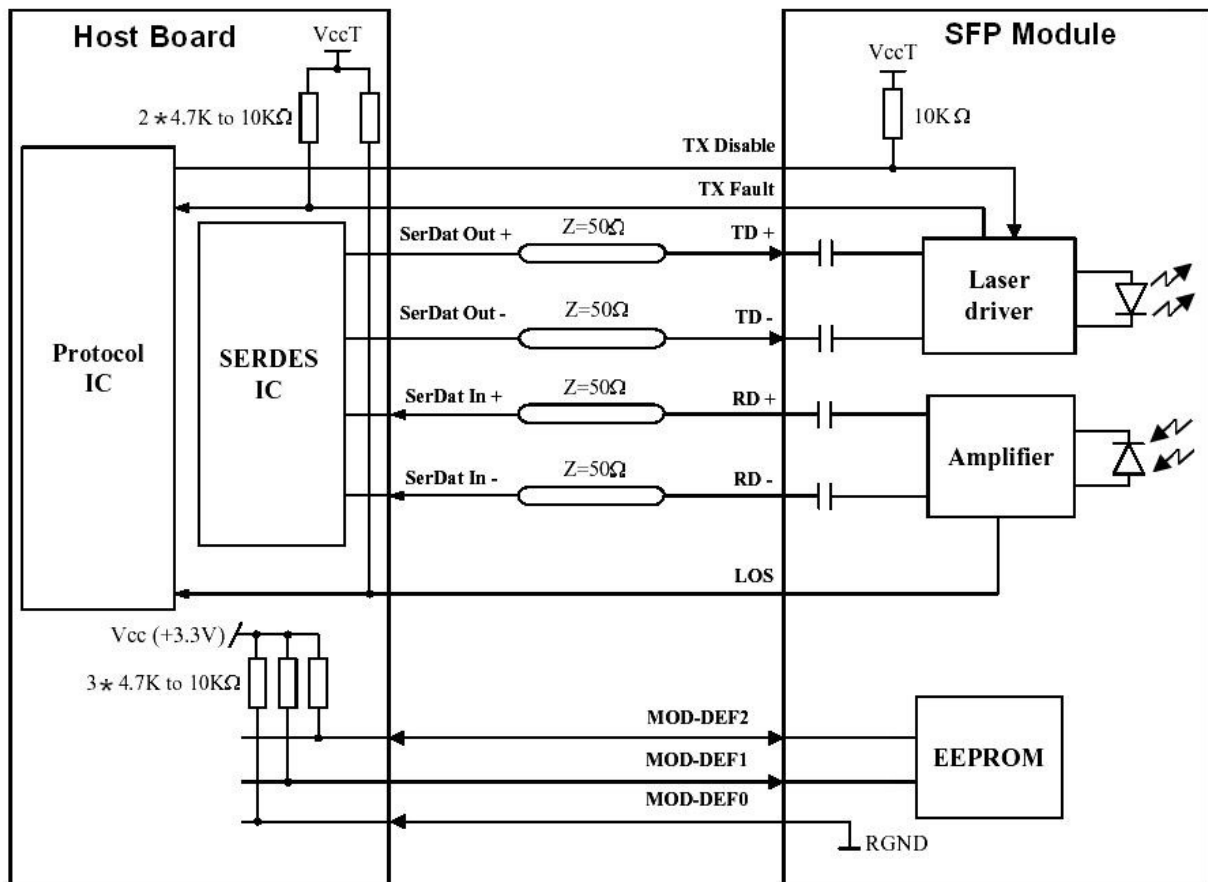 Host Board
VccT
2*4.7K to 10KΩ
SFP Module
VccT
10KΩ
TX Disable
TX Fault
SerDat Out +
Z=50Ω
TD +
SerDat Out -
Z=50Ω
TD -
SerDat In +
Z=50Ω
RD +
SerDat In -
Z=50Ω
RD -
Protocol
IC
SERDES
IC
Laser
driver
Amplifier
LOS
Vcc (+3.3V)
3*4.7K to 10KΩ
MOD-DEF2
MOD-DEF1
MOD-DEF0
EEPROM
RGND